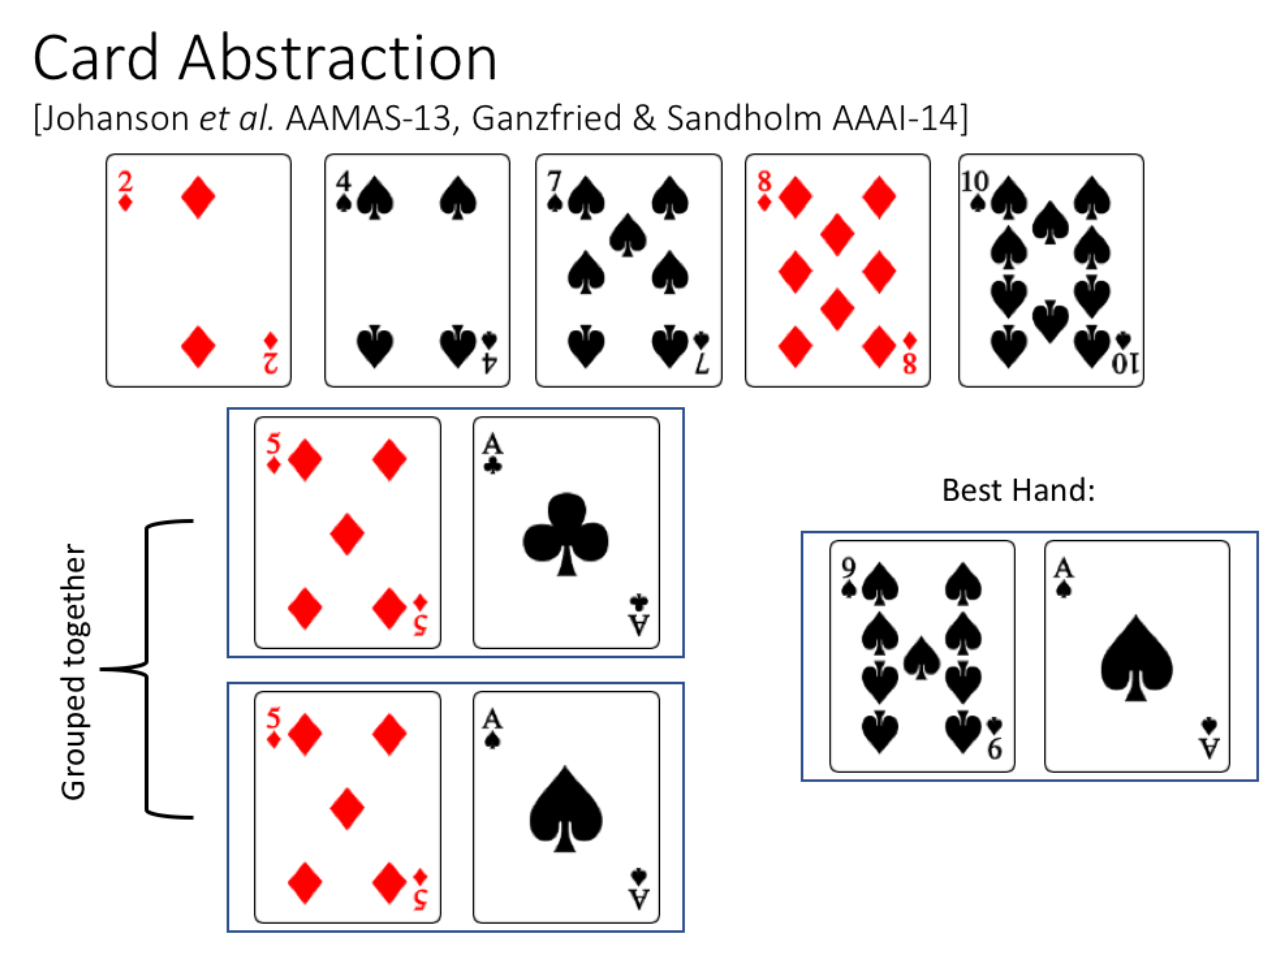 Card Abstraction
[Johanson et al. AAMAS-13, Ganzfried & Sandholm AAAI-14]
2 2
4 4
7 7
8 8
10 10
5 5
A A
Best Hand:
9 9
A A
Grouped together
5 5
A A